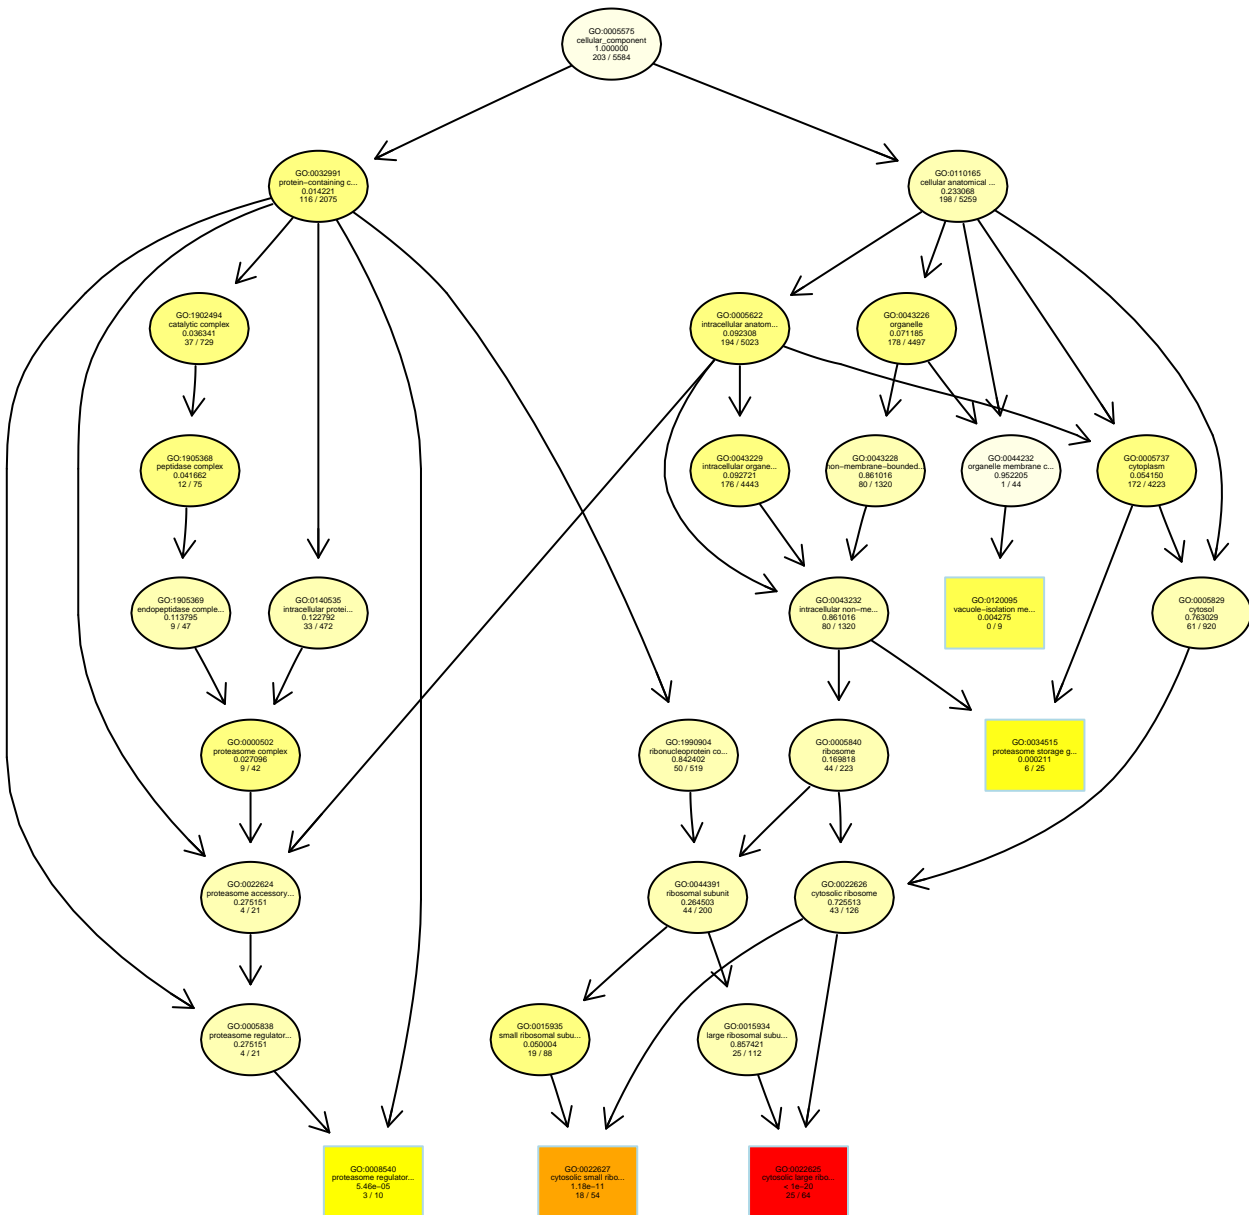 GO:0005575
cellular_component
1.000000
203 / 5584
GO:0032991
protein−containing c...
0.014221
116 / 2075
GO:0110165
cellular anatomical ...
0.233068
198 / 5259
GO:1902494
catalytic complex
0.036341
37 / 729
GO:0005622
intracellular anatom...
0.092308
194 / 5023
GO:0043226
organelle
0.071185
178 / 4497
GO:1905368
peptidase complex
0.041662
12 / 75
GO:0043229
intracellular organe...
0.092721
176 / 4443
GO:0043228
non−membrane−bounded...
0.861016
80 / 1320
GO:0044232
organelle membrane c...
0.952205
1 / 44
GO:0005737
cytoplasm
0.054150
172 / 4223
GO:1905369
endopeptidase comple...
0.113795
9 / 47
GO:0140535
intracellular protei...
0.122792
33 / 472
GO:0043232
intracellular non−me...
0.861016
80 / 1320
GO:0120095
vacuole−isolation me...
0.004275
0 / 9
GO:0005829
cytosol
0.763029
61 / 920
GO:0000502
proteasome complex
0.027096
9 / 42
GO:1990904
ribonucleoprotein co...
0.842402
50 / 519
GO:0005840
ribosome
0.169818
44 / 223
GO:0034515
proteasome storage g...
0.000211
6 / 25
GO:0022624
proteasome accessory...
0.275151
4 / 21
GO:0044391
ribosomal subunit
0.264503
44 / 200
GO:0022626
cytosolic ribosome
0.725513
43 / 126
GO:0005838
proteasome regulator...
0.275151
4 / 21
GO:0015935
small ribosomal subu...
0.050004
19 / 88
GO:0015934
large ribosomal subu...
0.857421
25 / 112
GO:0008540
proteasome regulator...
5.46e−05
3 / 10
GO:0022627
cytosolic small ribo...
1.18e−11
18 / 54
GO:0022625
cytosolic large ribo...
< 1e−20
25 / 64